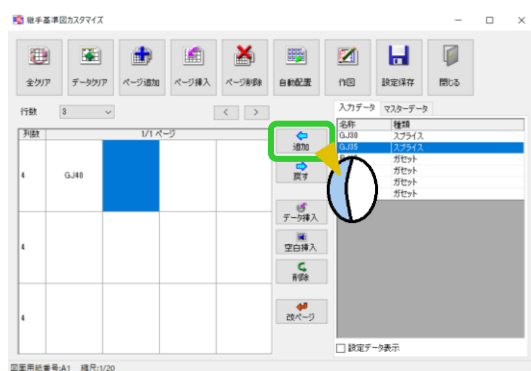 継手基準図カスタマイズ
全クリア データクリア ページ追加 ページ挿入 ページ削除 自動配置 作図 設定保存 閉じる
行数 3 < >
入力データ マスターデータ
列数 1/1 ページ
名称 種類
GJ30 スプライス
GJ35 スプライス
ガセット
ガセット
ガセット
ガセット
追加
戻す
データ挿入
空白挿入
削除
改ページ
4 GJ40
4
4
設定データ表示
図面用紙番号:A1 縮尺:1/20